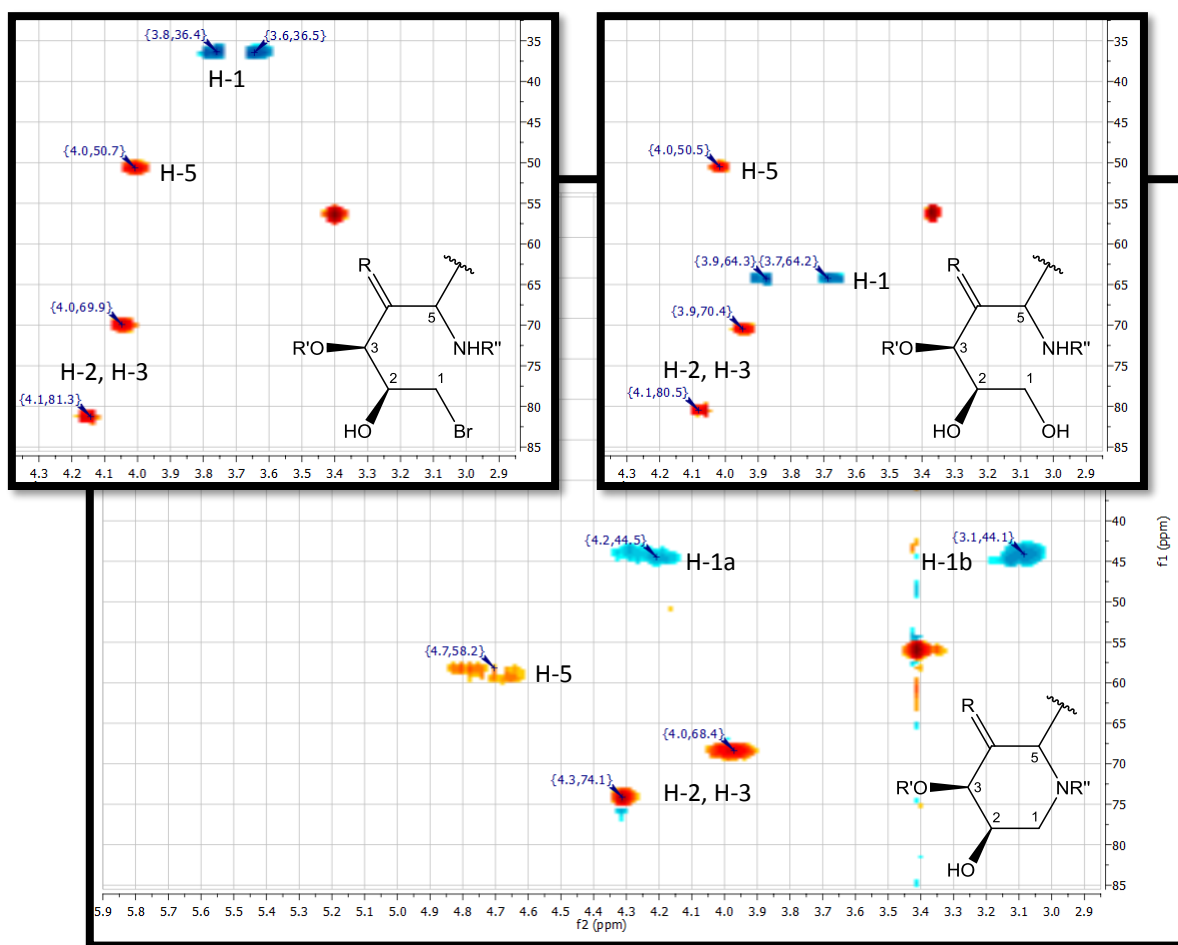 {3.8,36.4}
{3.6,36.5}
H-1
{4.0,50.7}
H-5
{4.0,69.9}
H-2, H-3
{4.1,81.3}
R
5
R'O
3
NHR"
2
1
HO
Br
35
40
45
50
55
60
65
70
75
80
85
4.3 4.2 4.1 4.0 3.9 3.8 3.7 3.6 3.5 3.4 3.3 3.2 3.1 3.0 2.9
{4.0,50.5}
H-5
{3.9,64.3}
{3.7,64.2}
H-1
{3.9,70.4}
H-2, H-3
{4.1,80.5}
R
5
R'O
3
NHR"
2
1
HO
OH
35
40
45
50
55
60
65
70
75
80
85
4.3 4.2 4.1 4.0 3.9 3.8 3.7 3.6 3.5 3.4 3.3 3.2 3.1 3.0 2.9
{4.2,44.5}
H-1a
{3.1,44.1}
H-1b
{4.7,58.2}
H-5
{4.0,68.4}
{4.3,74.1}
H-2, H-3
R
5
R'O
3
NR"
2
1
HO
40
45
50
55
60
65
70
75
80
85
f1 (ppm)
5.9 5.8 5.7 5.6 5.5 5.4 5.3 5.2 5.1 5.0 4.9 4.8 4.7 4.6 4.5 4.4 4.3 4.2 4.1 4.0 3.9 3.8 3.7 3.6 3.5 3.4 3.3 3.2 3.1 3.0 2.9
f2 (ppm)